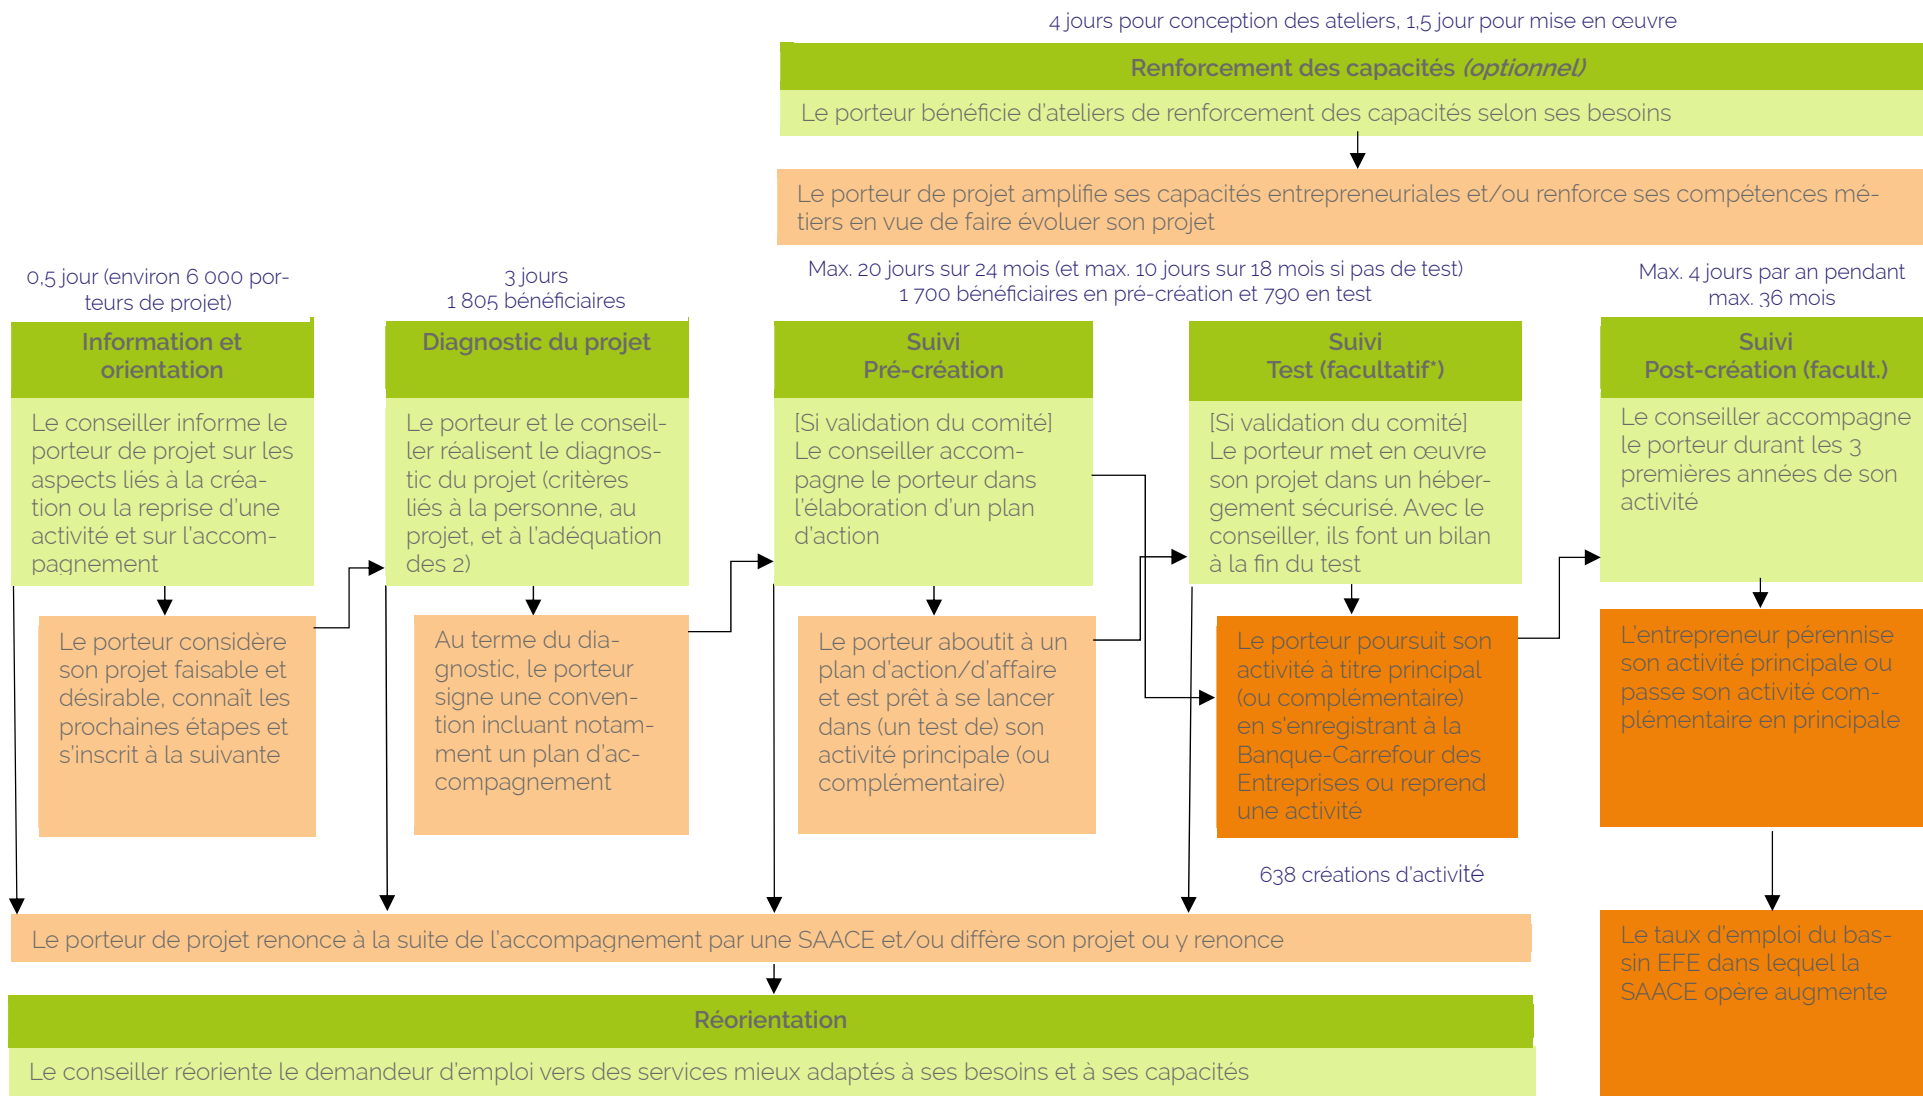 4 jours pour conception des ateliers, 1,5 jour pour mise en œuvre
Renforcement des capacités (optionnel)
Le porteur bénéficie d'ateliers de renforcement des capacités selon ses besoins
Le porteur de projet amplifie ses capacités entrepreneuriales et/ou renforce ses compétences mé-
tiers en vue de faire évoluer son projet
0,5 jour (environ 6 000 por-
teurs de projet)
Information et
orientation
Le conseiller informe le
porteur de projet sur les
aspects liés à la créa-
tion ou la reprise d'une
activité et sur l'accom-
pagnement
Le porteur considère
son projet faisable et
désirable, connaît les
prochaines étapes et
s'inscrit à la suivante
3 jours
1 805 bénéficiaires
Diagnostic du projet
Le porteur et le conseil-
ler réalisent le diagnos-
tic du projet (critères
liés à la personne, au
projet, et à l'adéquation
des 2)
Au terme du dia-
gnostic, le porteur
signe une conven-
tion incluant notam-
ment un plan d'ac-
compagnement
Max. 20 jours sur 24 mois (et max. 10 jours sur 18 mois si pas de test)
1 700 bénéficiaires en pré-création et 790 en test
Suivi
Pré-création
[Si validation du comité]
Le conseiller accom-
pagne le porteur dans
l'élaboration d'un plan
d'action
Le porteur aboutit à un
plan d'action/d'affaire
et est prêt à se lancer
dans (un test de) son
activité principale (ou
complémentaire)
Suivi
Test (facultatif*)
[Si validation du comité]
Le porteur met en œuvre
son projet dans un héber-
gement sécurisé. Avec le
conseiller, ils font un bilan
à la fin du test
Le porteur poursuit son
activité à titre principal
(ou complémentaire)
en s'enregistrant à la
Banque-Carrefour des
Entreprises ou reprend
une activité
638 créations d'activité
Max. 4 jours par an pendant
max. 36 mois
Suivi
Post-création (facult.)
Le conseiller accompagne
le porteur durant les 3
premières années de son
activité
L'entrepreneur pérennise
son activité principale ou
passe son activité com-
plémentaire en principale
Le taux d'emploi du bas-
sin EFE dans lequel la
SAACE opère augmente
Le porteur de projet renonce à la suite de l'accompagnement par une SAACE et/ou diffère son projet ou y renonce
Réorientation
Le conseiller réoriente le demandeur d'emploi vers des services mieux adaptés à ses besoins et à ses capacités